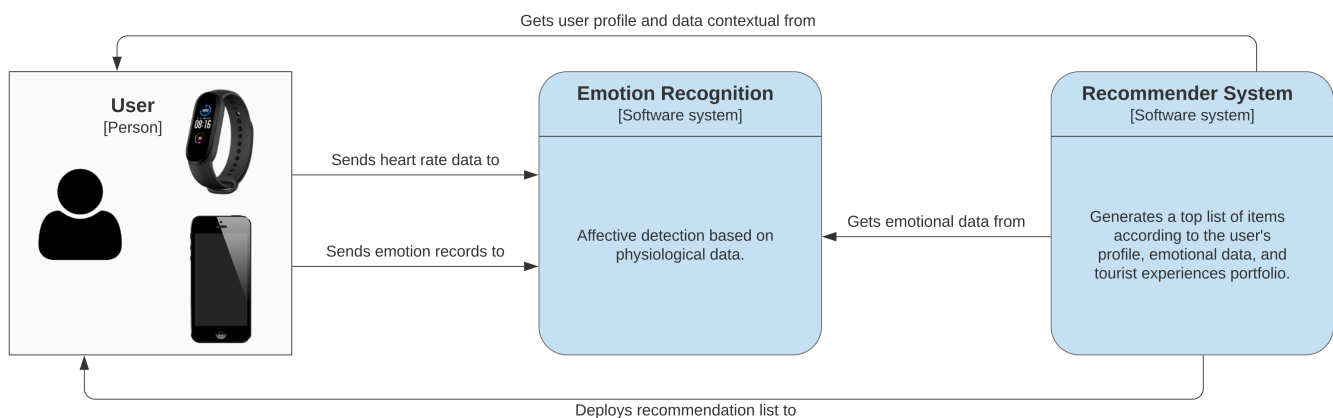 Gets user profile and data contextual from
User
[Person]
08:16
Emotion Recognition
[Software system]
Recommender System
[Software system]
Sends heart rate data to
Sends emotion records to
Affective detection based on
physiological data.
Gets emotional data from
Generates a top list of items
according to the user's
profile, emotional data, and
tourist experiences portfolio.
Deploys recommendation list to